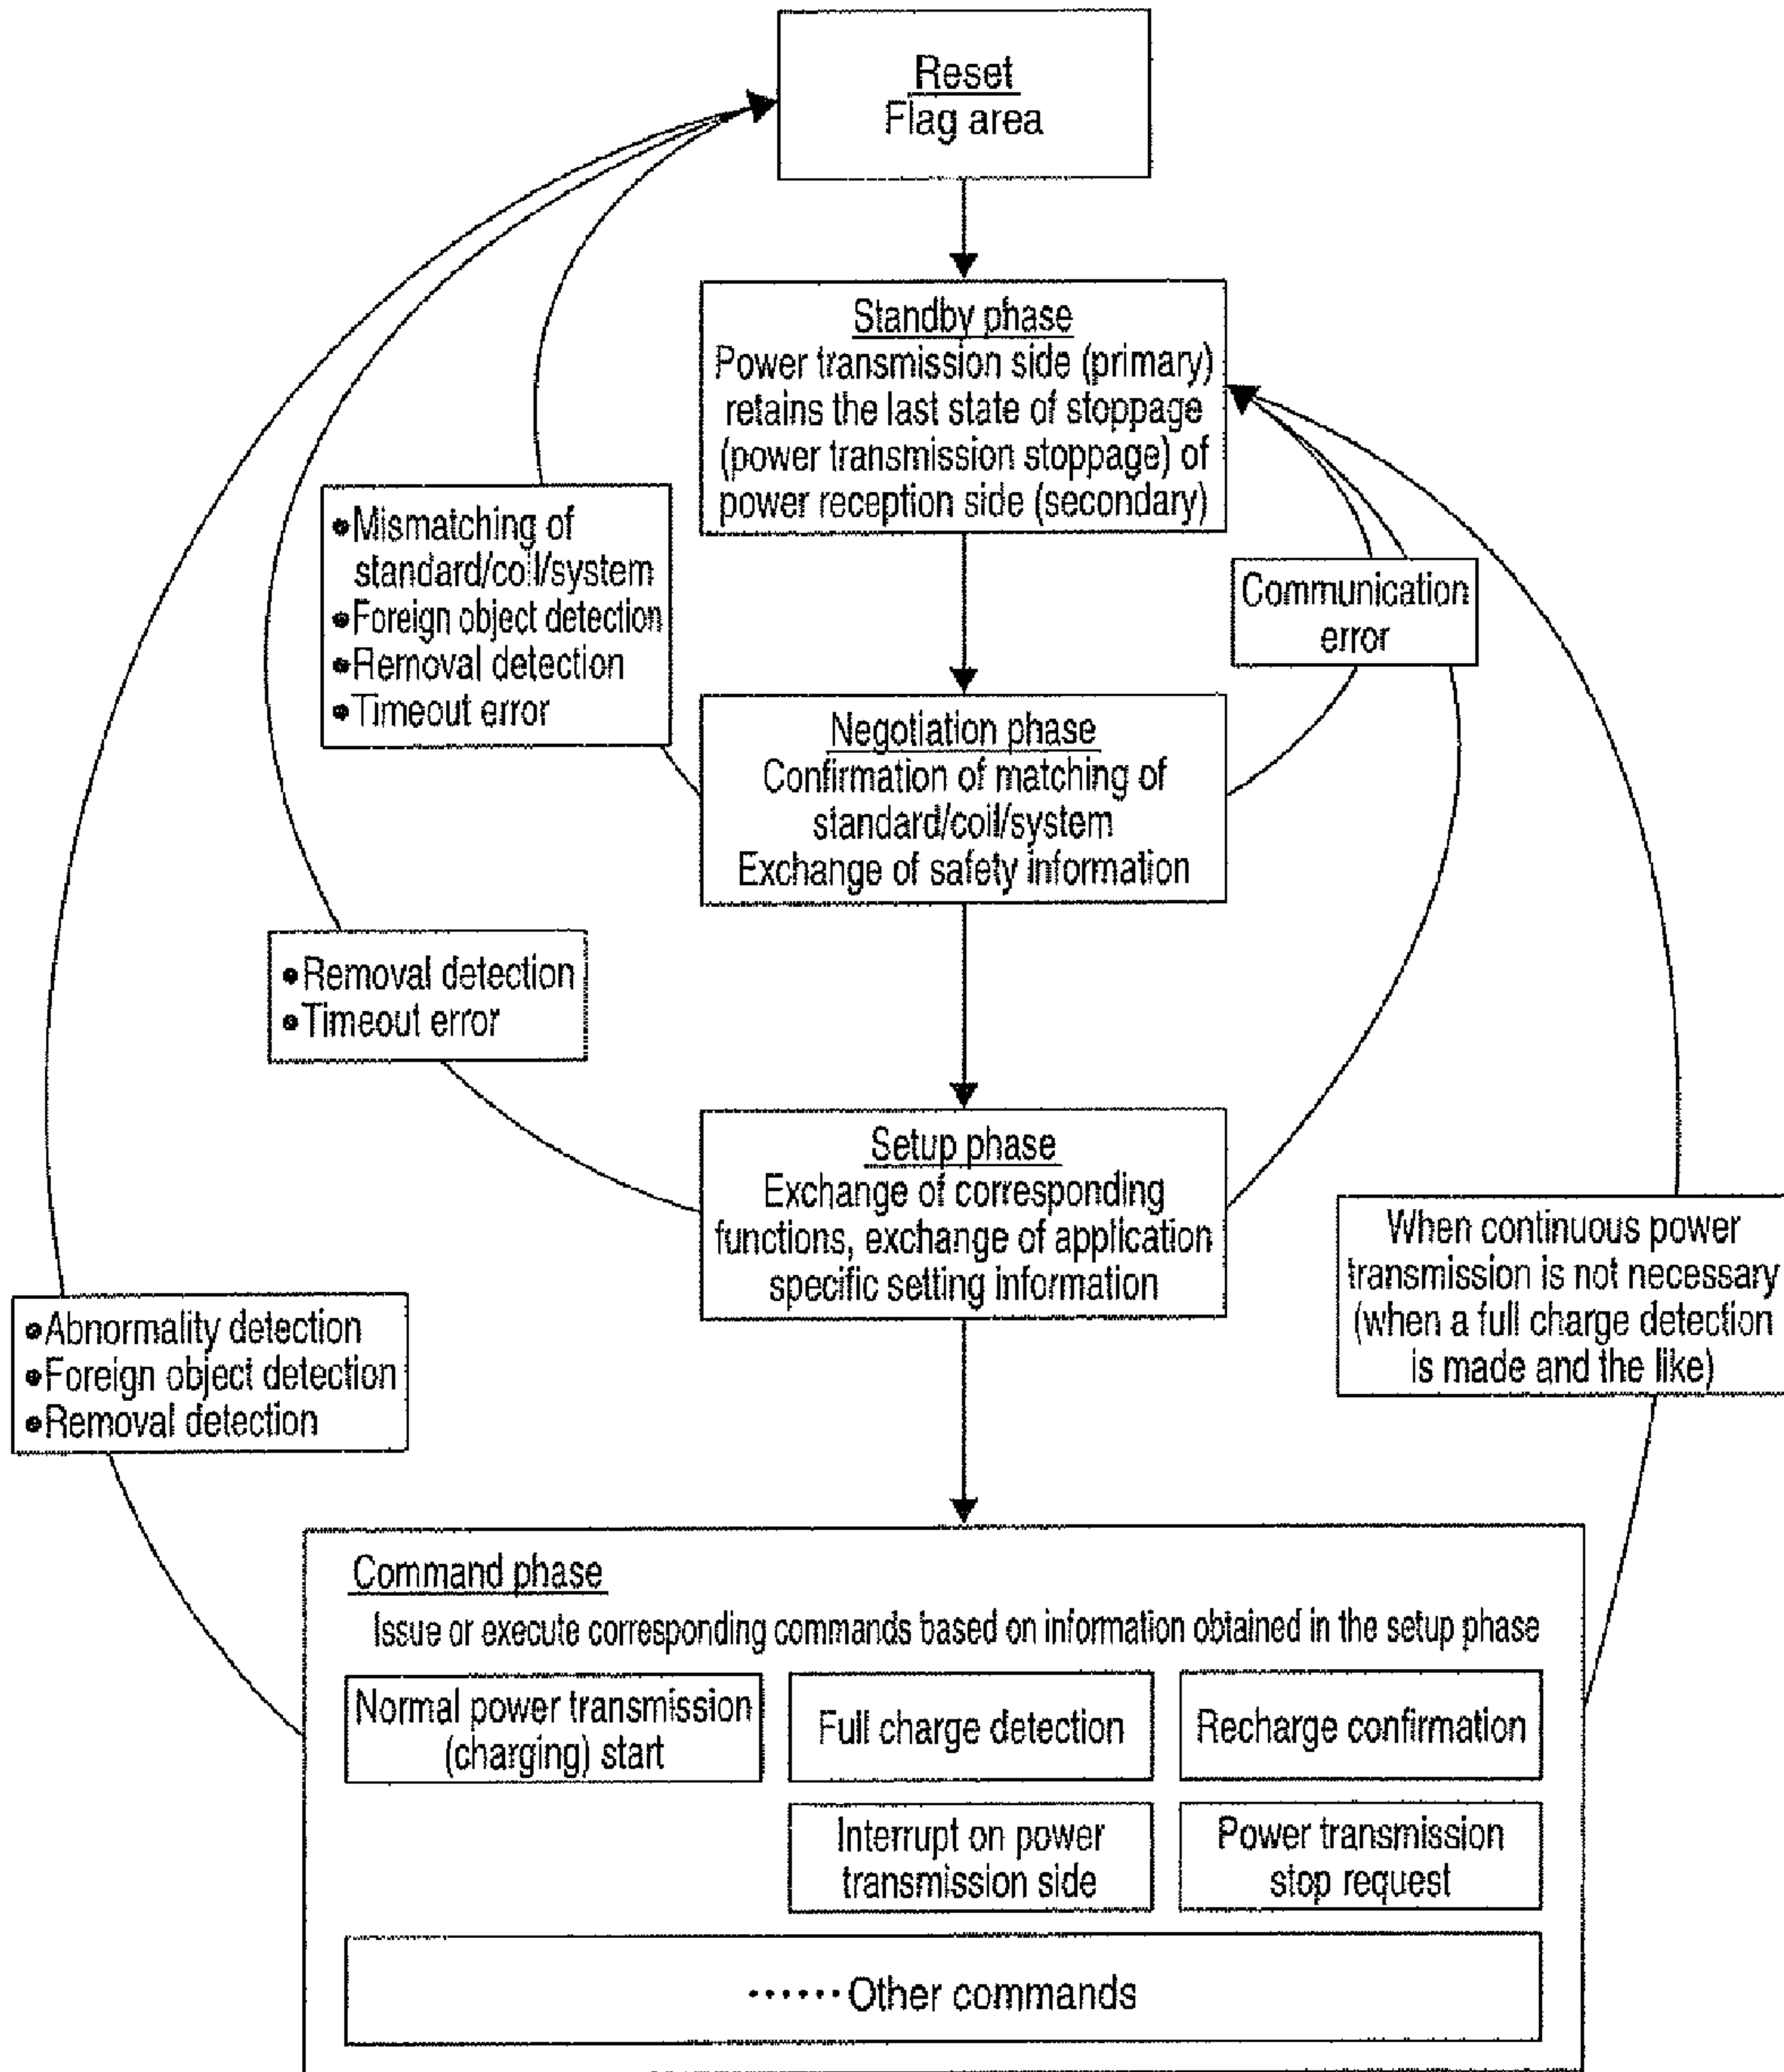 Reset
Flag area
Standby phase
Power transmission side (primary)
retains the last state of stoppage
(power transmission stoppage) of
power reception side (secondary)
•Mismatching of
standard/coil/system
•Foreign object detection
•Removal detection
•Timeout error
Communication
error
Negotiation phase
Confirmation of matching of
standard/coil/system
Exchange of safety information
•Removal detection
•Timeout error
Setup phase
Exchange of corresponding
functions, exchange of application
specific setting information
When continuous power
transmission is not necessary
(when a full charge detection
is made and the like)
•Abnormality detection
•Foreign object detection
•Removal detection
Command phase
Issue or execute corresponding commands based on information obtained in the setup phase
Normal power transmission
(charging) start
Full charge detection
Recharge confirmation
Interrupt on power
transmission side
Power transmission
stop request
······Other commands